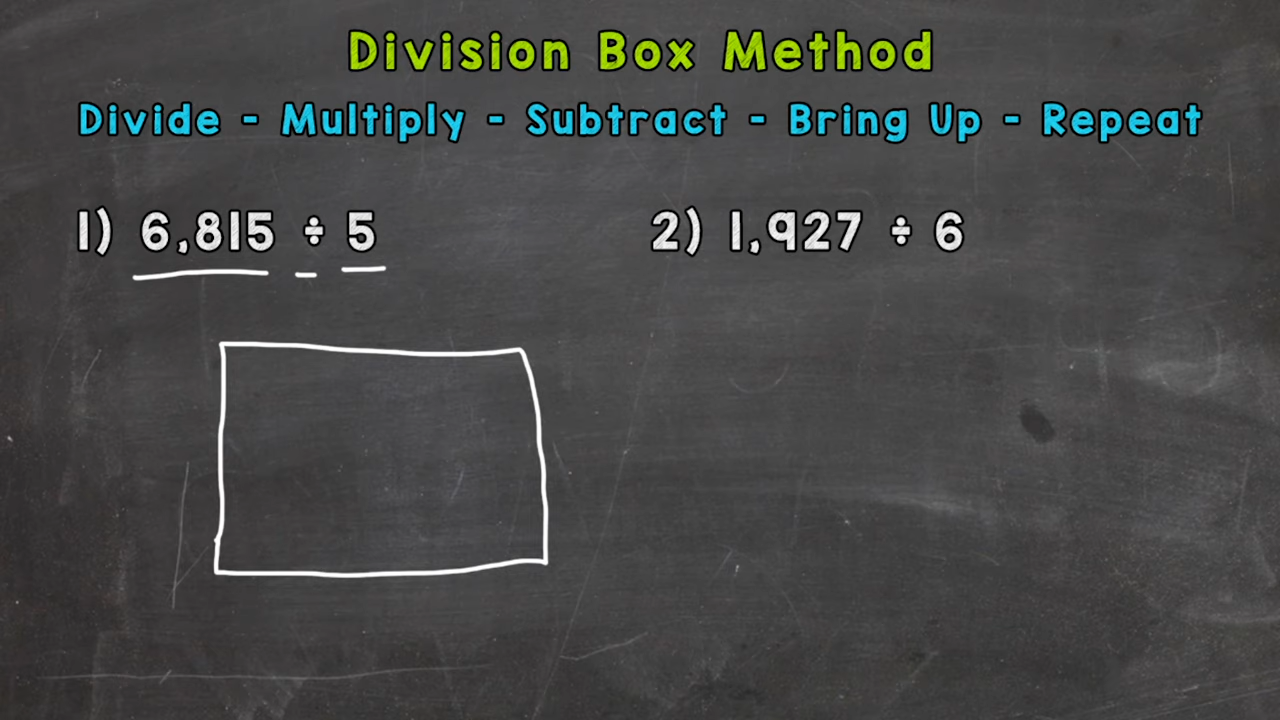 Division Box Method
Divide - Multiply - Subtract - Bring Up - Repeat
1) 6,815 ÷ 5
2) 1,927 ÷ 6